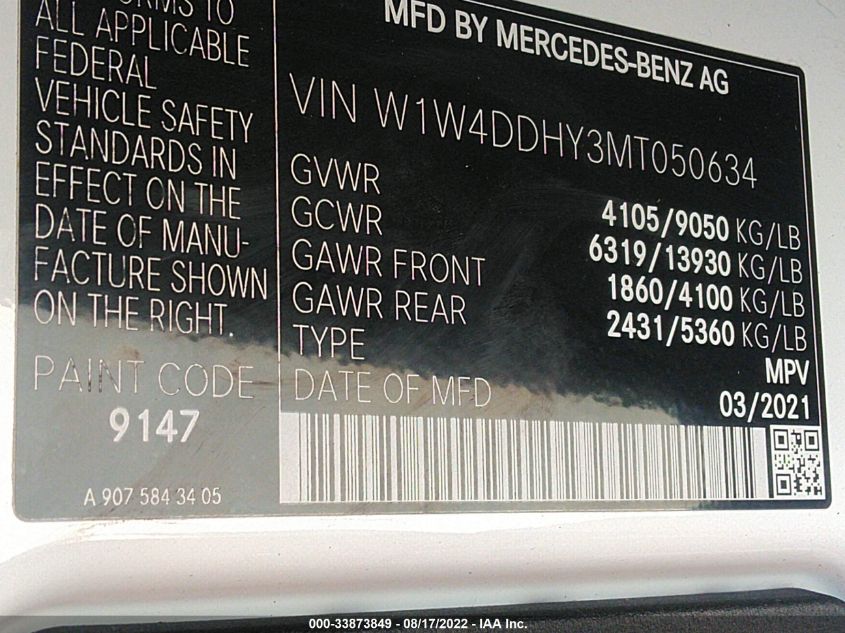 TO
ALL APPLICABLE
FEDERAL
VEHICLE SAFETY
STANDARDS IN
EFFECT ON THE
DATE OF MANU-
FACTURE SHOWN
ON THE RIGHT.
PAINT CODE
9147
A 907 584 34 05
MFD BY MERCEDES-BENZ AG
VIN W1W4DDHY3MT050634
GVWR 4105/9050 KG/LB
GCWR 6319/13930 KG/LB
GAWR FRONT 1860/4100 KG/LB
GAWR REAR 2431/5360 KG/LB
TYPE MPV
DATE OF MFD 03/2021
000-33873849 - 08/17/2022 - IAA Inc.